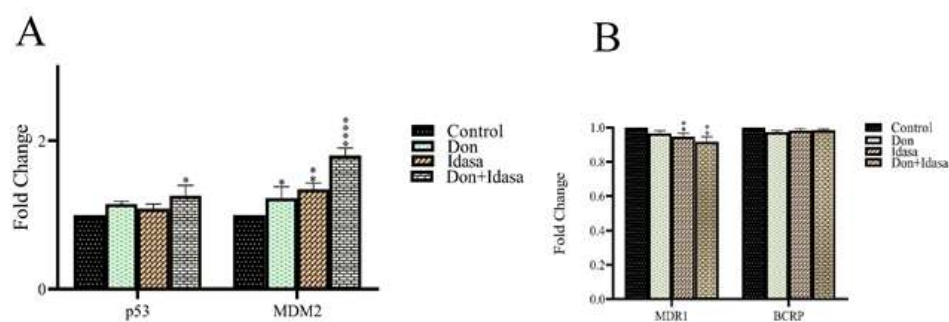 A
Fold Change
2
0
*
*
**
****
p53
MDM2
Control
Don
Idasa
Don+Idasa
B
Fold Change
1.0
0.8
0.6
0.4
0.2
0.0
**
**
MDR1
BCRP
Control
Don
Idasa
Don+Idasa